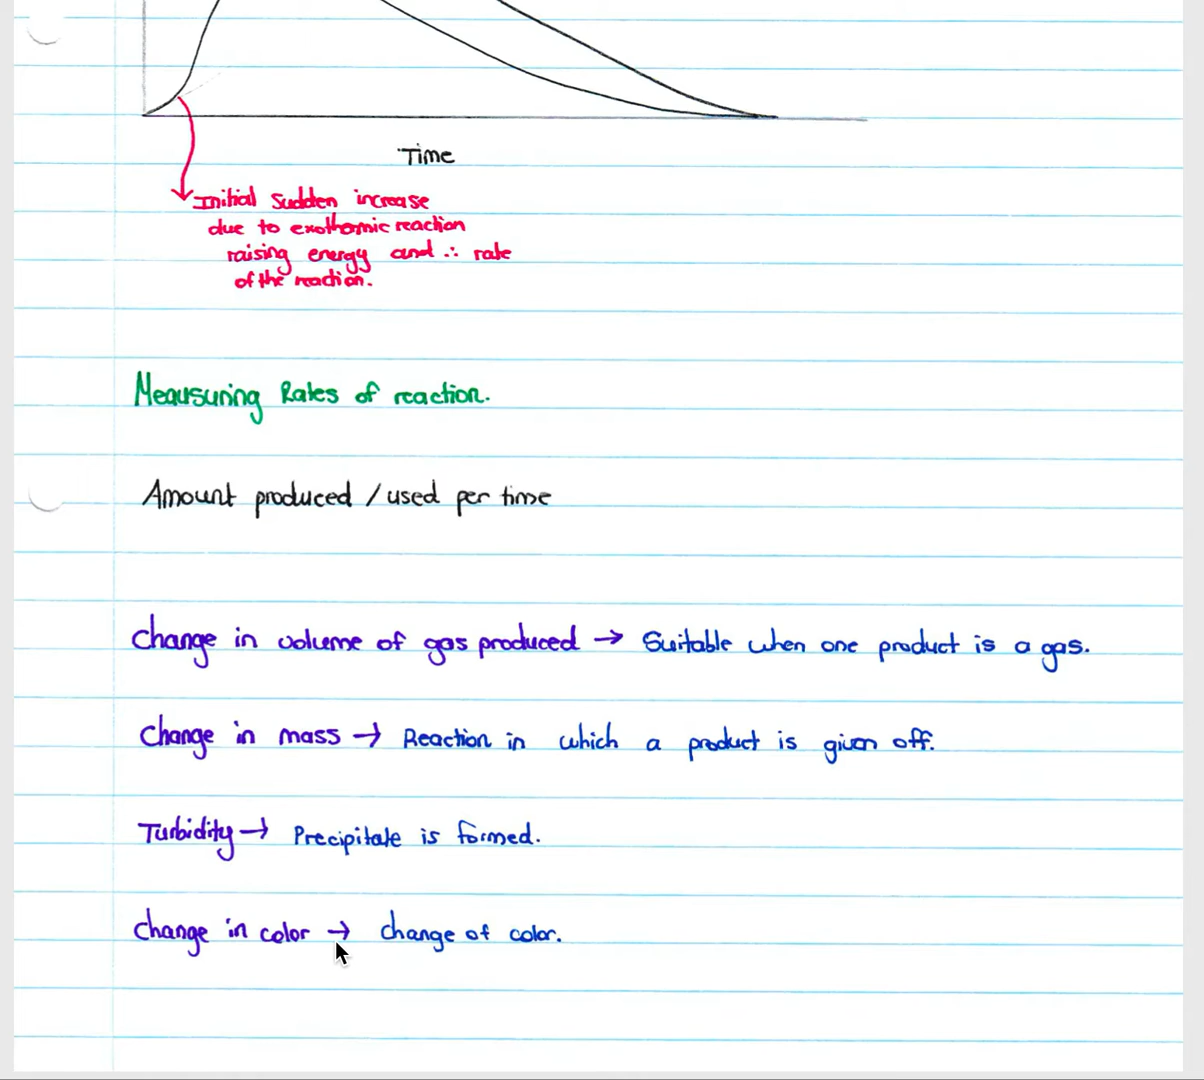 Time
Initial Sudden increase
due to exothermic reaction
raising energy and ∴ rate
of the reaction.
Meausuring Rates of reaction.
Amount produced / used per time
Change in volume of gas produced → Suitable when one product is a gas.
Change in mass → Reaction in which a product is given off.
Turbidity → Precipitate is formed.
Change in color → change of color.